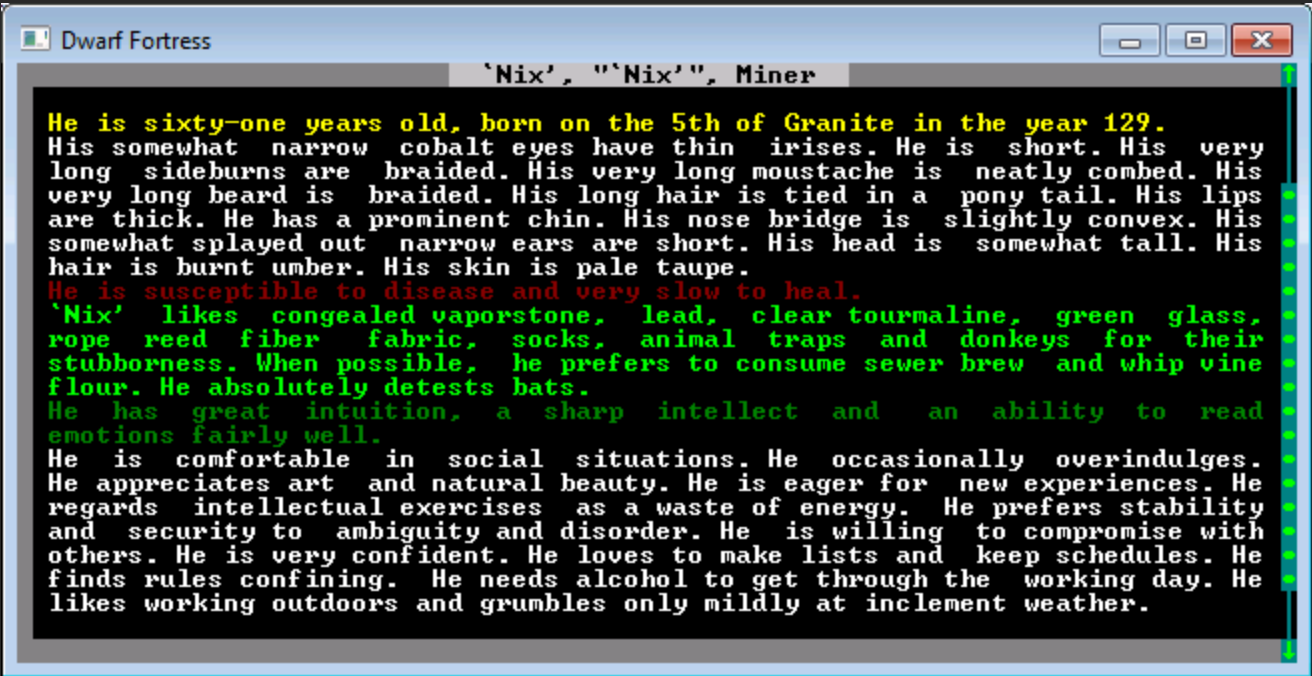 Dwarf Fortress
`Nix', "`Nix'", Miner
He is sixty-one years old, born on the 5th of Granite in the year 129.
His somewhat narrow cobalt eyes have thin irises. He is short. His very
long sideburns are braided. His very long moustache is neatly combed. His
very long beard is braided. His long hair is tied in a pony tail. His lips
are thick. He has a prominent chin. His nose bridge is slightly convex. His
somewhat splayed out narrow ears are short. His head is somewhat tall. His
hair is burnt umber. His skin is pale taupe.
He is susceptible to disease and very slow to heal.
`Nix' likes congealed vaporstone, lead, clear tourmaline, green glass,
rope reed fiber fabric, socks, animal traps and donkeys for their
stubborness. When possible, he prefers to consume sewer brew and whip vine
flour. He absolutely detests bats.
He has great intuition, a sharp intellect and an ability to read
emotions fairly well.
He is comfortable in social situations. He occasionally overindulges.
He appreciates art and natural beauty. He is eager for new experiences. He
regards intellectual exercises as a waste of energy. He prefers stability
and security to ambiguity and disorder. He is willing to compromise with
others. He is very confident. He loves to make lists and keep schedules. He
finds rules confining. He needs alcohol to get through the working day. He
likes working outdoors and grumbles only mildly at inclement weather.